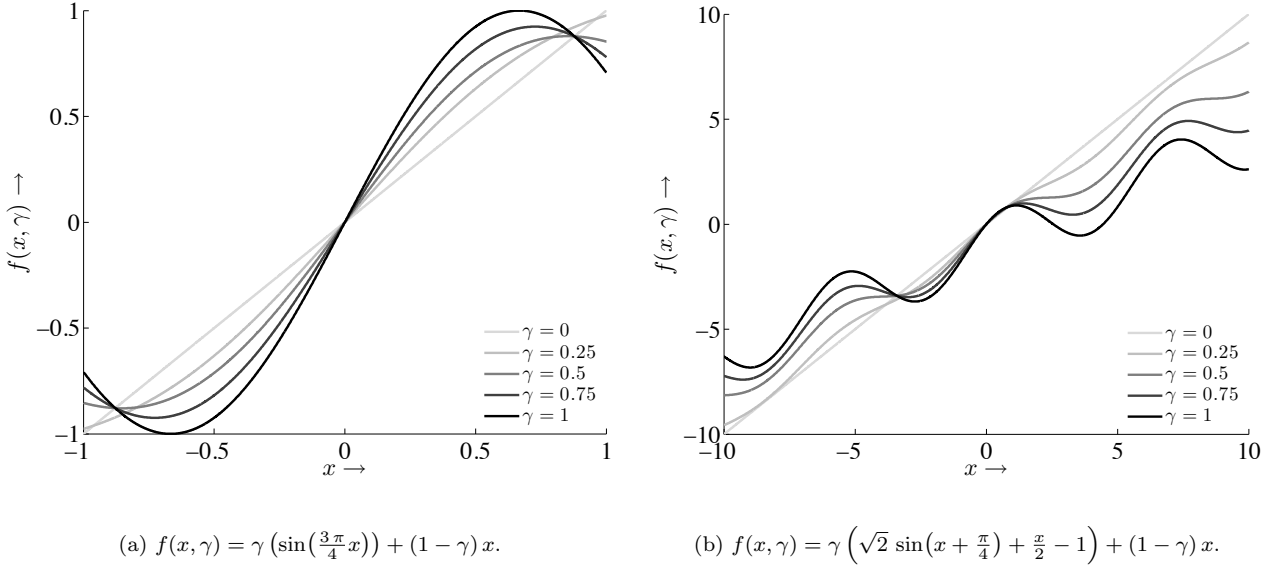 1
0.5
0
−0.5
−1
f(x, γ) →
−1
−0.5
0
0.5
1
x →
γ = 0
γ = 0.25
γ = 0.5
γ = 0.75
γ = 1
10
5
0
−5
−10
f(x, γ) →
−10
−5
0
5
10
x →
γ = 0
γ = 0.25
γ = 0.5
γ = 0.75
γ = 1
(a) f(x, γ) = γ (sin(3 π/4 x)) + (1 − γ) x.
(b) f(x, γ) = γ (√2 sin(x + π/4) + x/2 − 1) + (1 − γ) x.